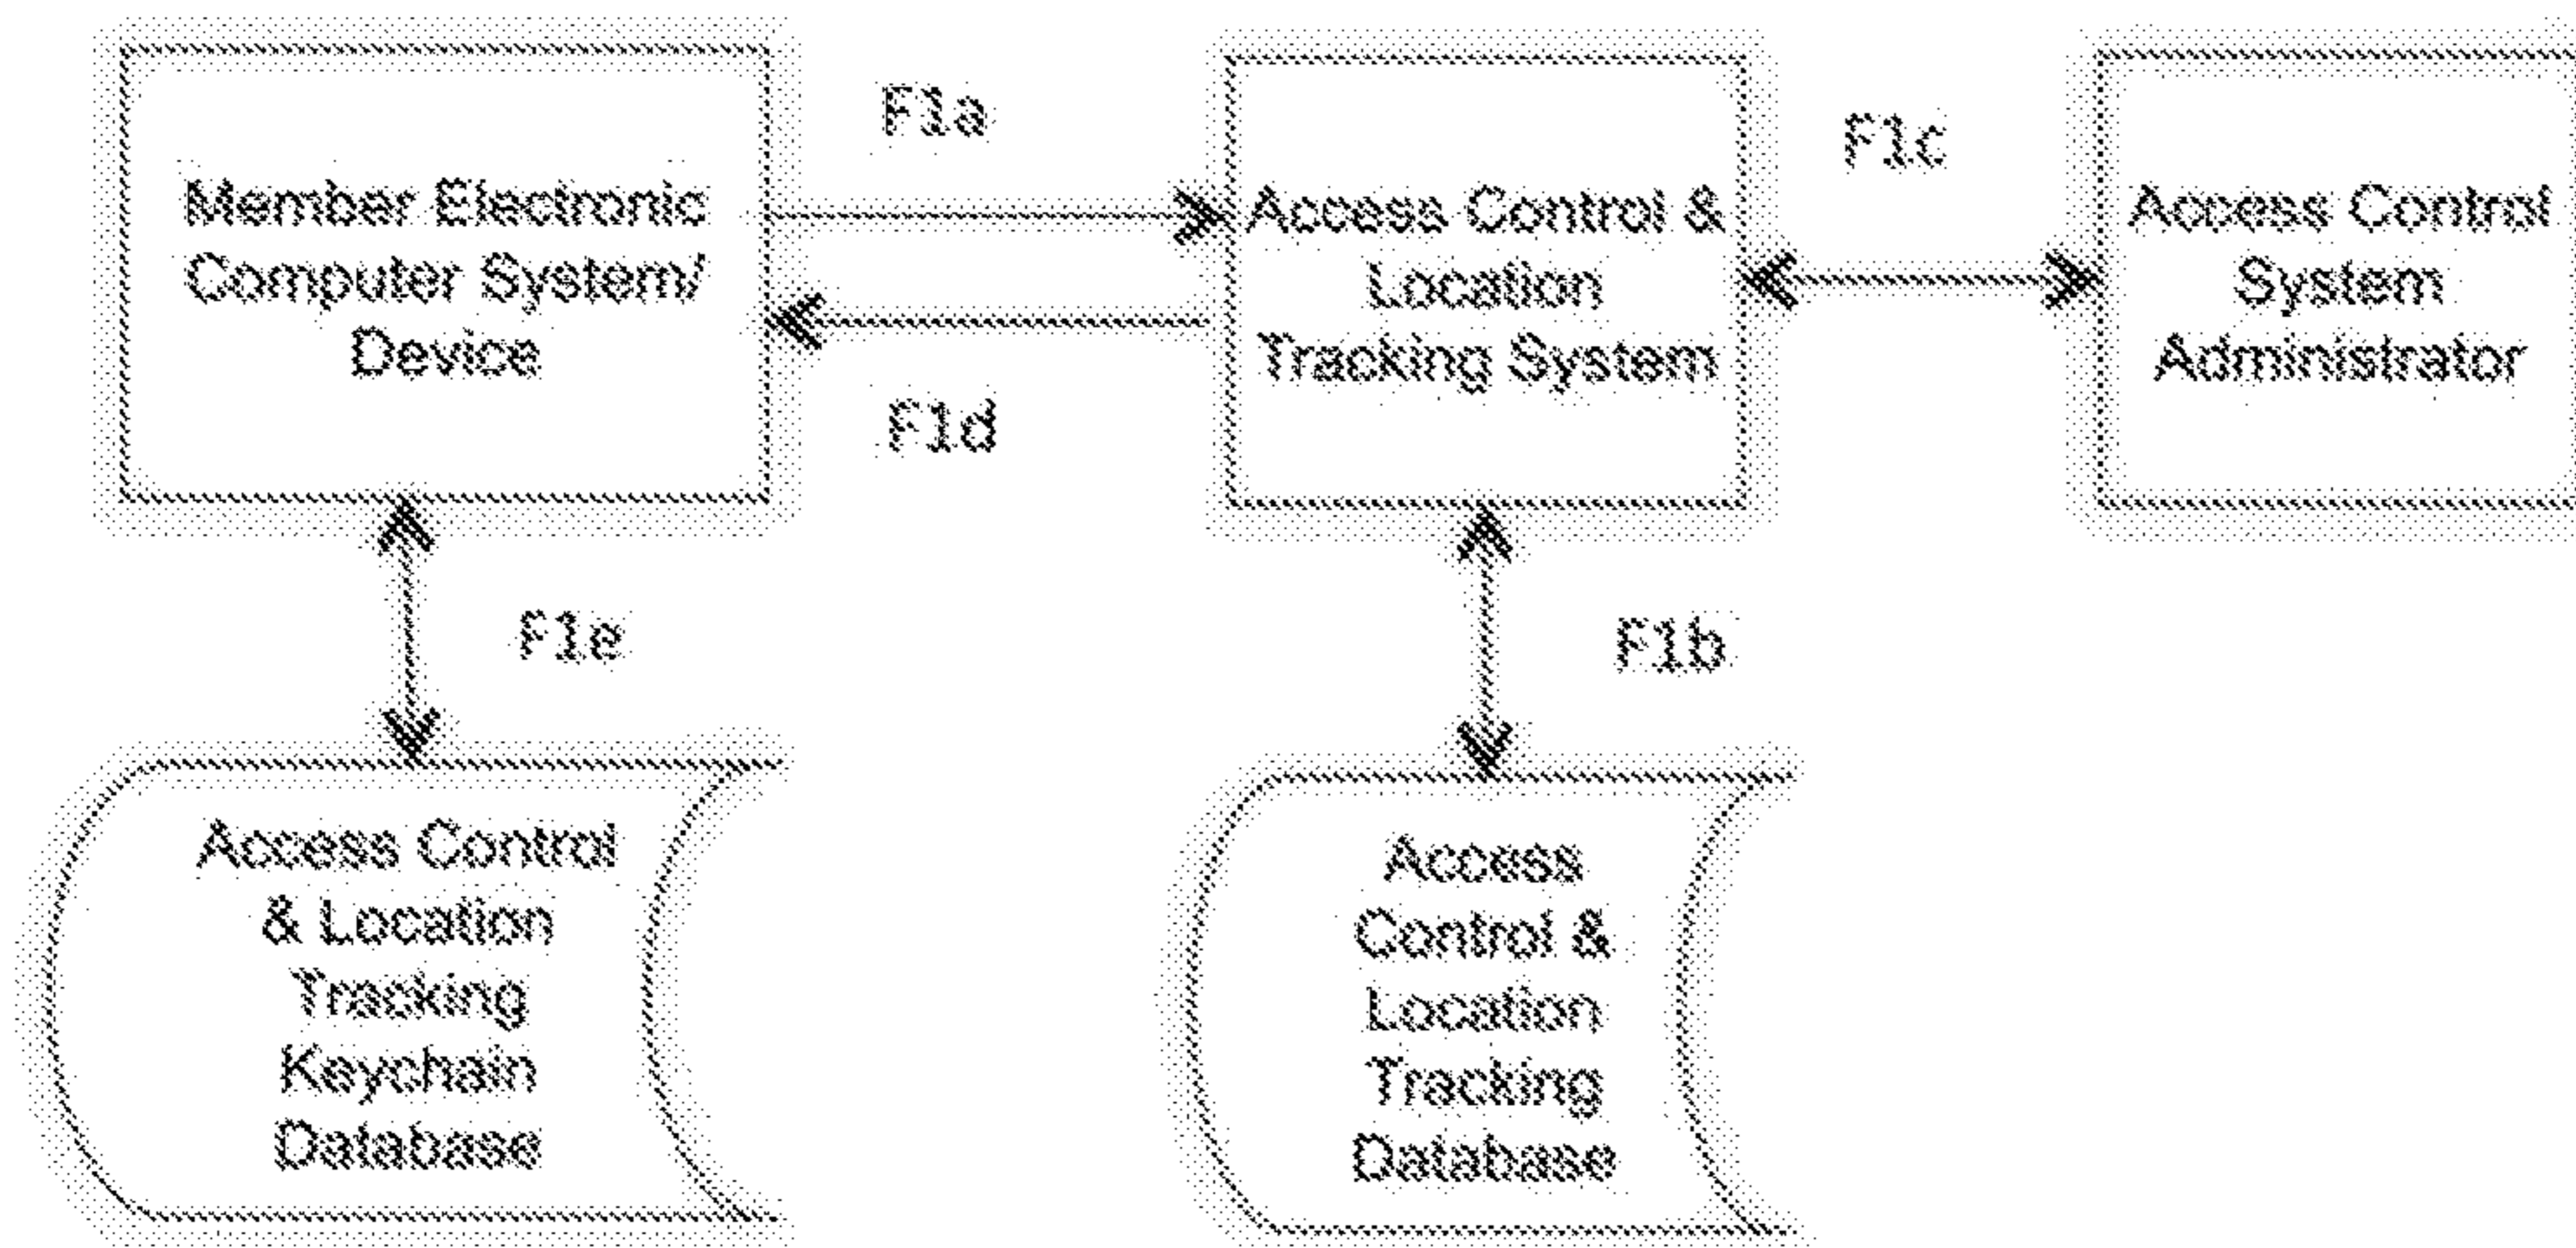 Member Electronic
Computer System/
Device
F1a
F1d
Access Control &
Location
Tracking System
F1c
Access Control
System
Administrator
F1e
F1b
Access Control
& Location
Tracking
Keychain
Database
Access
Control &
Location
Tracking
Database